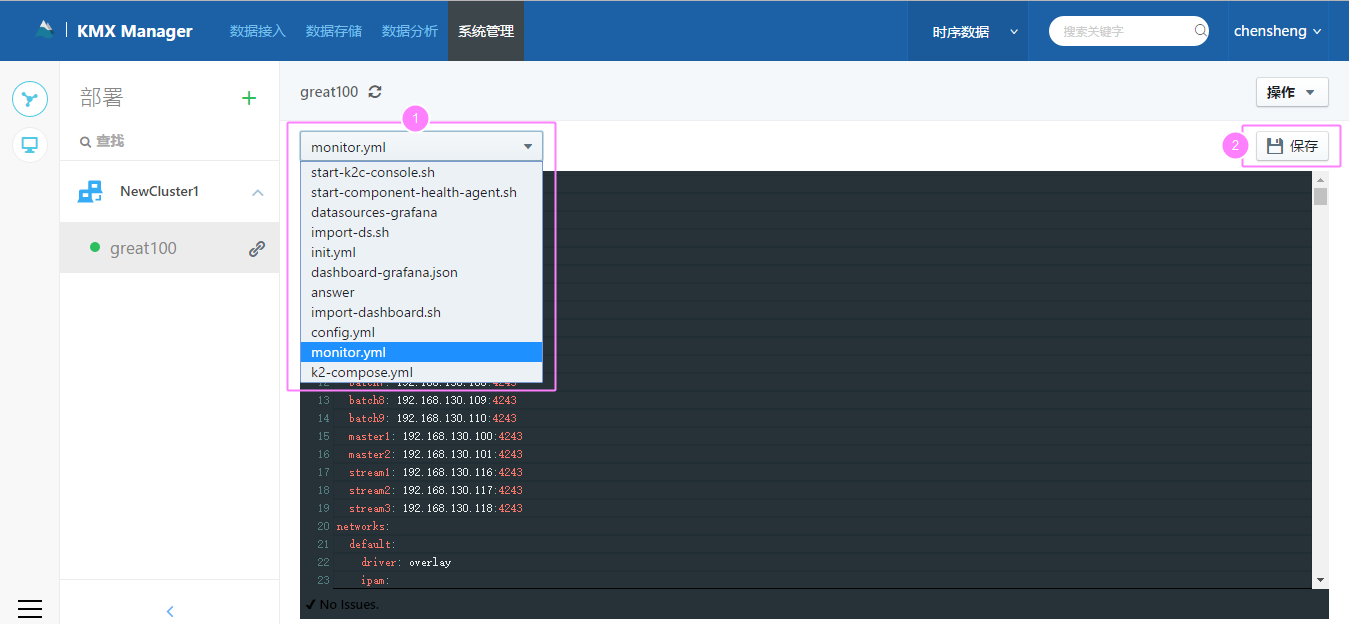 KMX Manager 数据接入 数据存储 数据分析 系统管理 时序数据 搜索关键字 chensheng
部署
查找
NewCluster1
great100
great100
操作
1
monitor.yml
2
保存
start-k2c-console.sh
start-component-health-agent.sh
datasources-grafana
import-ds.sh
init.yml
dashboard-grafana.json
answer
import-dashboard.sh
config.yml
monitor.yml
k2-compose.yml
13 batch8: 192.168.130.109:4243
14 batch9: 192.168.130.110:4243
15 master1: 192.168.130.100:4243
16 master2: 192.168.130.101:4243
17 stream1: 192.168.130.116:4243
18 stream2: 192.168.130.117:4243
19 stream3: 192.168.130.118:4243
20 networks:
21 default:
22 driver: overlay
23 ipam:
No Issues.